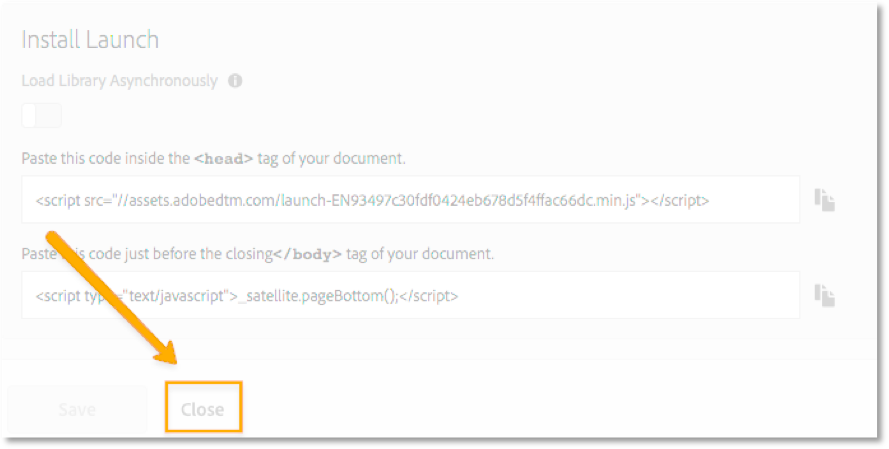 Install Launch
Load Library Asynchronously
Paste this code inside the <head> tag of your document.
<script src="//assets.adobedtm.com/launch-EN93497c30fdf0424eb678d5f4ffac66dc.min.js"></script>
Paste this code just before the closing</body> tag of your document.
<script type="text/javascript">_satellite.pageBottom();</script>
Save
Close